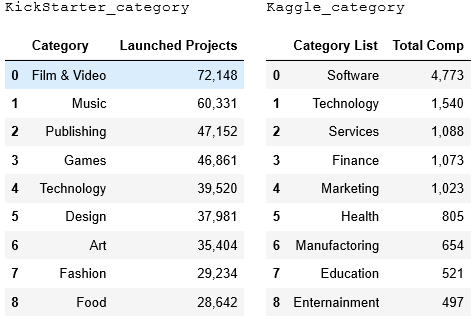 KickStarter_category Kaggle_category
Category Launched Projects Category List Total Comp
0 Film & Video 72,148 0 Software 4,773
1 Music 60,331 1 Technology 1,540
2 Publishing 47,152 2 Services 1,088
3 Games 46,861 3 Finance 1,073
4 Technology 39,520 4 Marketing 1,023
5 Design 37,981 5 Health 805
6 Art 35,404 6 Manufactoring 654
7 Fashion 29,234 7 Education 521
8 Food 28,642 8 Enternainment 497